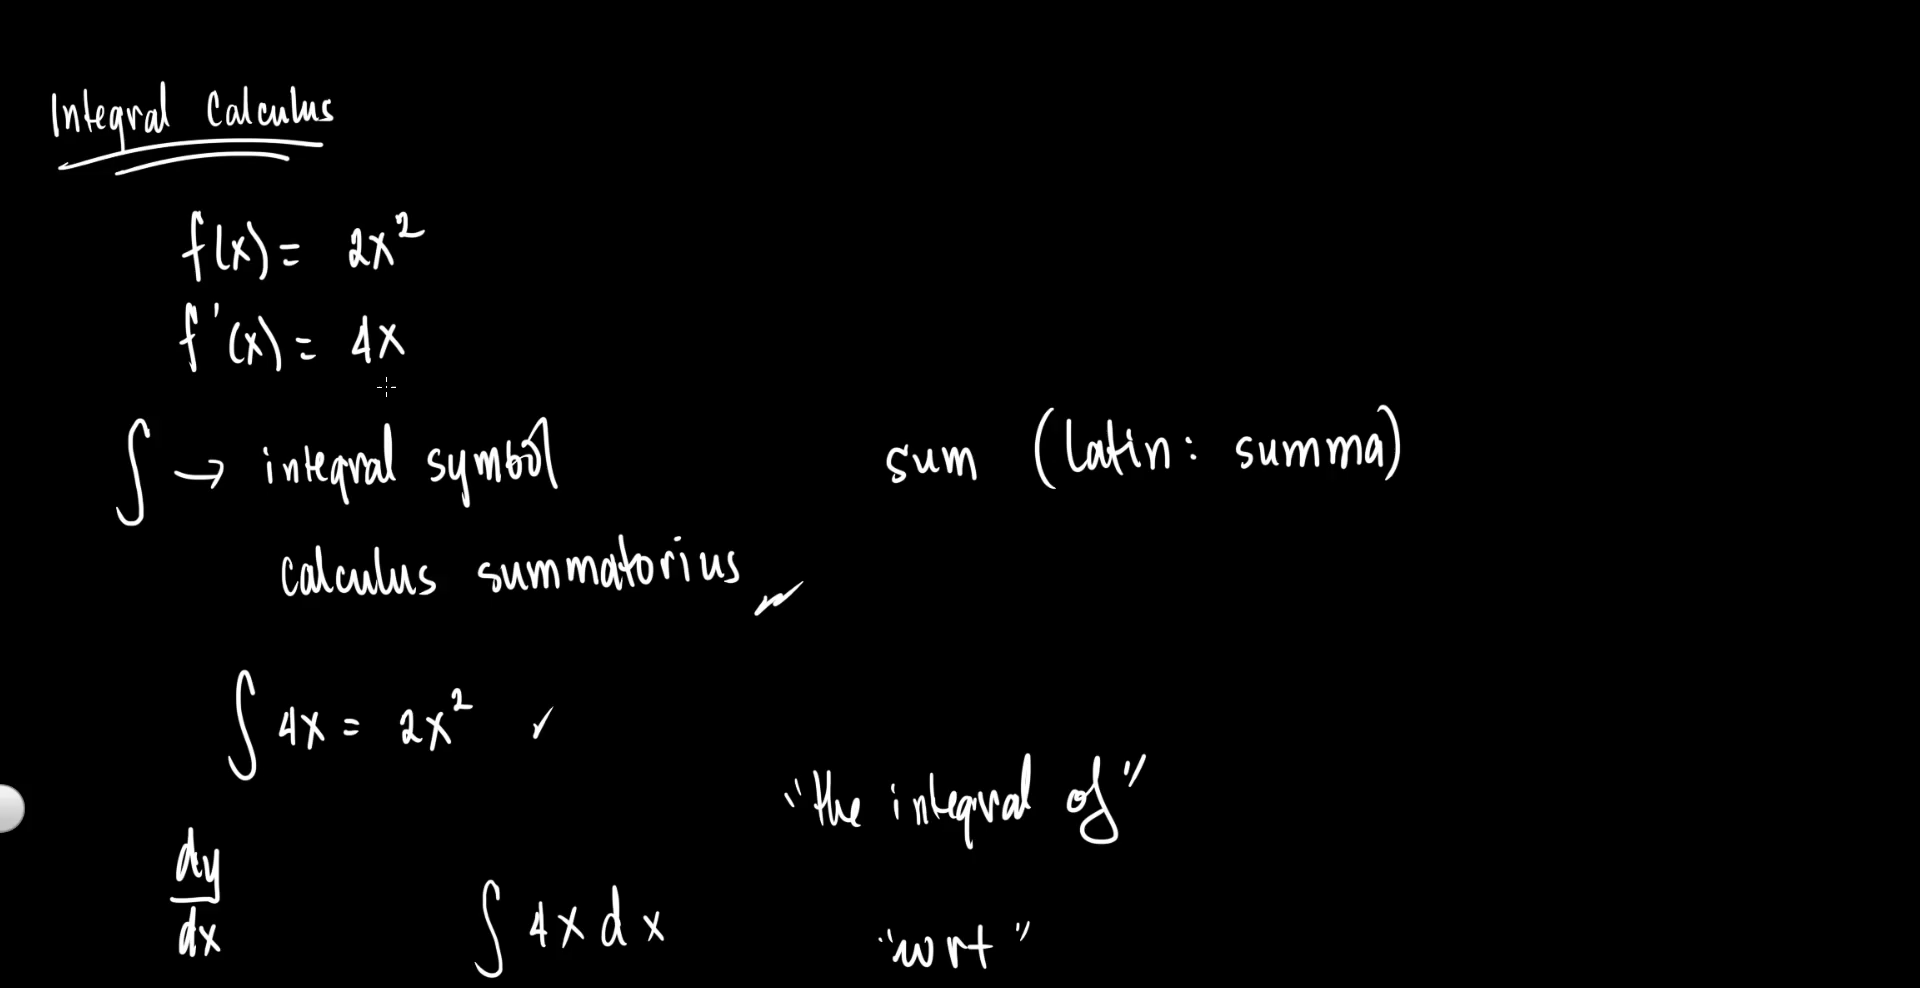 Integral Calculus
f(x) = 2x²
f'(x) = 4x
∫ → integral symbol sum (latin: summa)
calculus summatorius
∫ 4x = 2x² ✓
"the integral of"
dy/dx ∫ 4x dx "wrt"